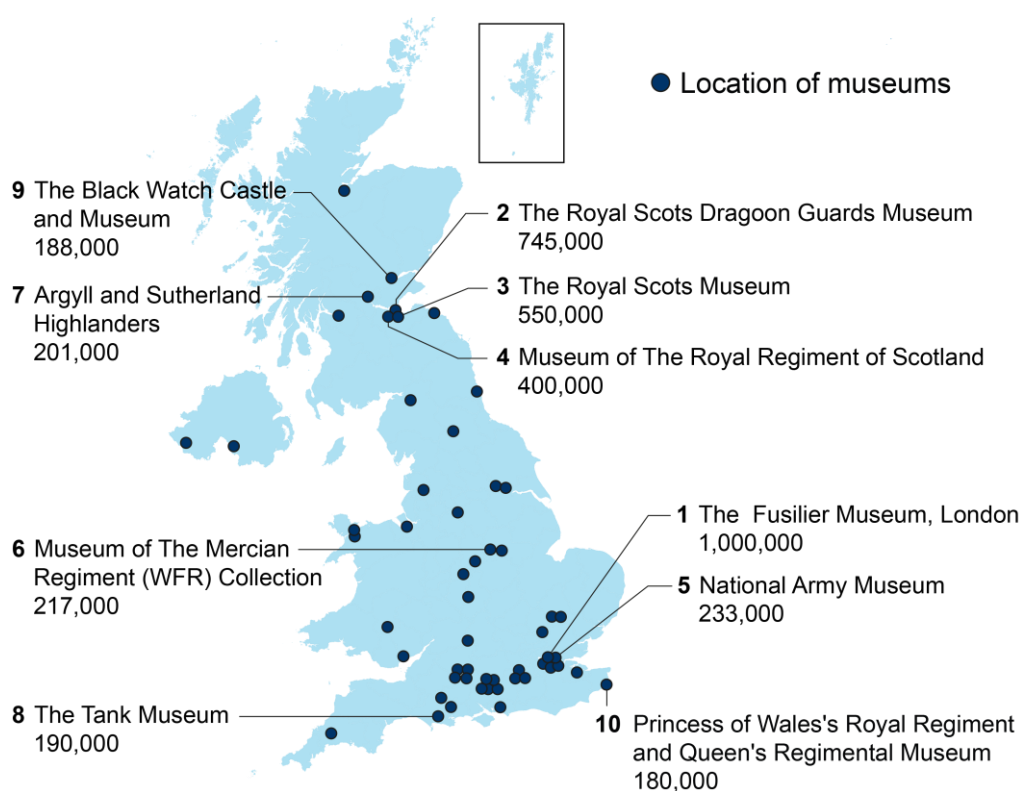 Location of museums
9 The Black Watch Castle
and Museum
188,000
2 The Royal Scots Dragoon Guards Museum
745,000
7 Argyll and Sutherland
Highlanders
201,000
3 The Royal Scots Museum
550,000
4 Museum of The Royal Regiment of Scotland
400,000
1 The Fusilier Museum, London
1,000,000
6 Museum of The Mercian
Regiment (WFR) Collection
217,000
5 National Army Museum
233,000
8 The Tank Museum
190,000
10 Princess of Wales's Royal Regiment
and Queen's Regimental Museum
180,000